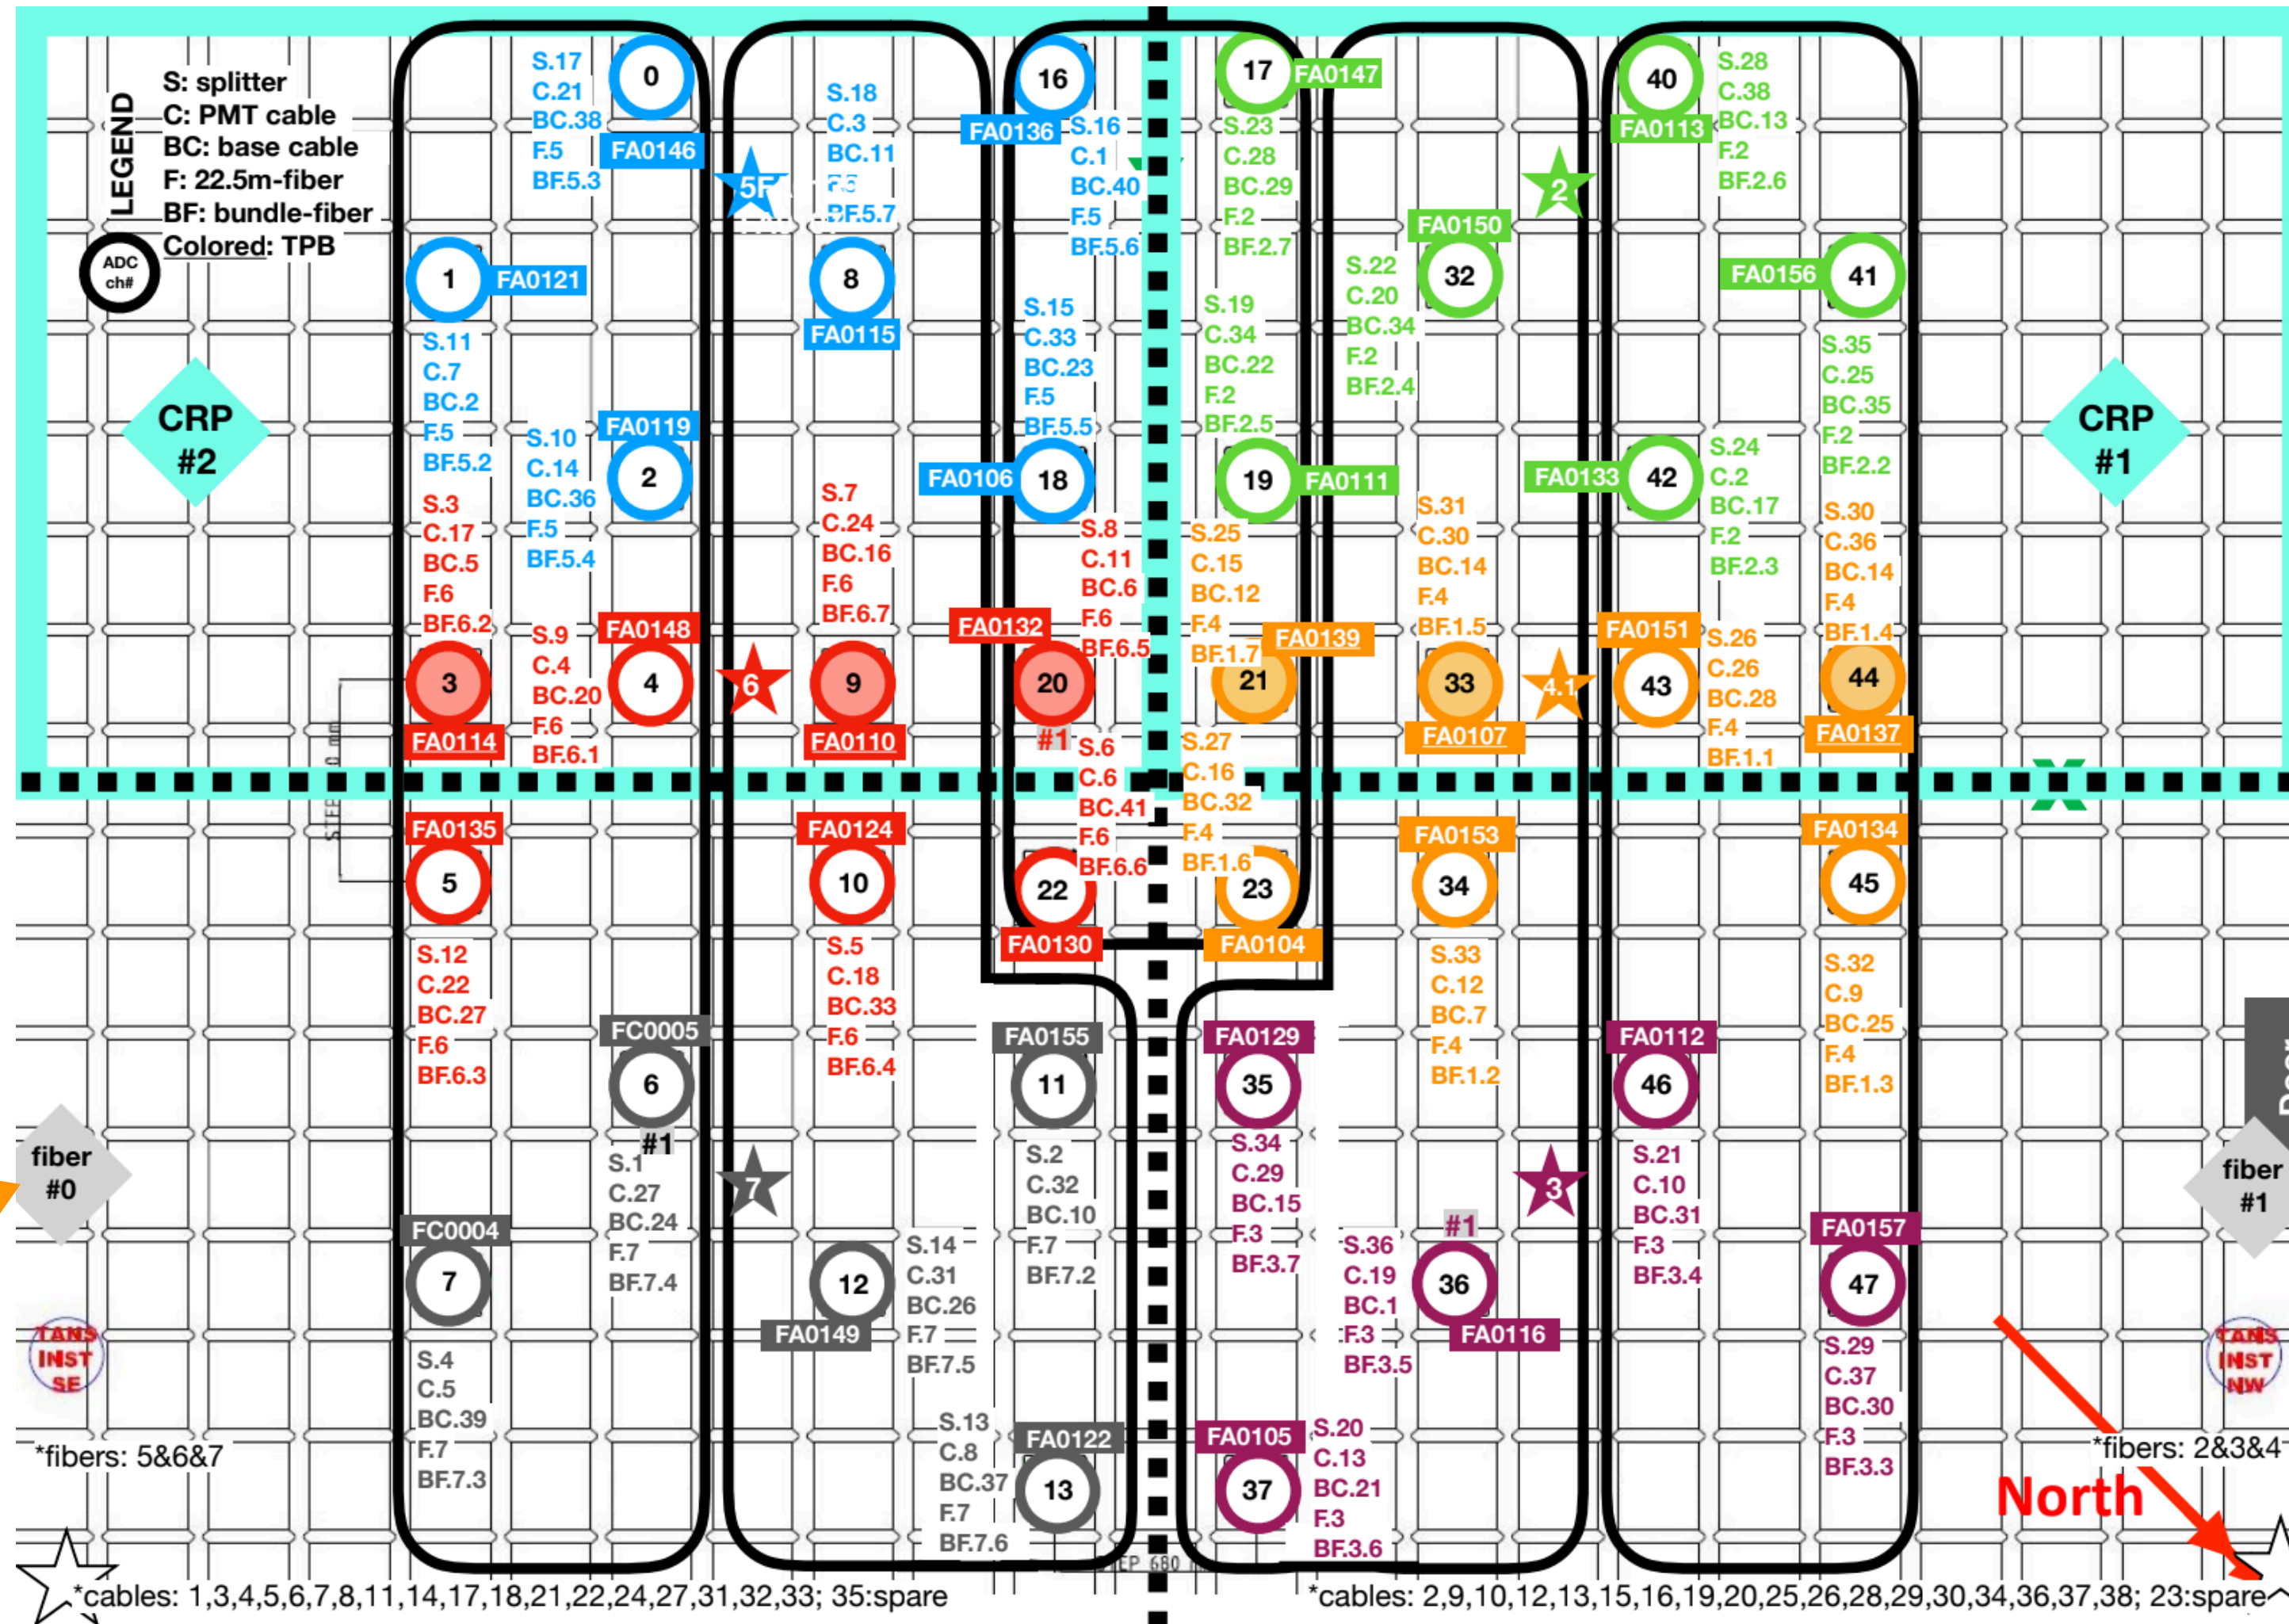 LEGEND
S: splitter
C: PMT cable
BC: base cable
F: 22.5m-fiber
BF: bundle-fiber
Colored: TPB
ADC
ch#
CRP
#2
S.17
C.21
BC.38
F.5
BF.5.3
0
FA0146
1
FA0121
S.11
C.7
BC.2
F.5
BF.5.2
S.10
C.14
BC.36
F.5
BF.5.4
FA0119
2
S.18
C.3
BC.11
BF.5.7
8
FA0115
16
FA0136
S.16
C.1
BC.40
F.5
BF.5.6
S.15
C.33
BC.23
F.5
BF.5.5
FA0106
18
17
FA0147
S.23
C.28
BC.29
F.2
BF.2.7
S.19
C.34
BC.22
F.2
BF.2.5
19
FA0111
2
FA0150
32
S.22
C.20
BC.34
F.2
BF.2.4
40
FA0113
S.28
C.38
BC.13
F.2
BF.2.6
FA0156
41
S.35
C.25
BC.35
F.2
BF.2.2
FA0133
42
S.24
C.2
BC.17
F.2
BF.2.3
CRP
#1
S.3
C.17
BC.5
F.6
BF.6.2
3
FA0114
S.9
C.4
BC.20
F.6
BF.6.1
FA0148
4
6
S.7
C.24
BC.16
F.6
BF.6.7
9
FA0110
S.8
C.11
BC.6
F.6
BF.6.5
FA0132
20
#1
S.25
C.15
BC.12
F.4
BF.1.7
FA0139
21
S.31
C.30
BC.14
F.4
BF.1.5
33
FA0107
4.1
FA0151
43
S.26
C.26
BC.28
F.4
BF.1.1
S.30
C.36
BC.14
F.4
BF.1.4
44
FA0137
FA0135
5
S.12
C.22
BC.27
F.6
BF.6.3
FA0124
10
S.5
C.18
BC.33
F.6
BF.6.4
S.6
C.6
BC.41
F.6
BF.6.6
22
FA0130
S.27
C.16
BC.32
F.4
BF.1.6
23
FA0104
FA0153
34
S.33
C.12
BC.7
F.4
BF.1.2
FA0134
45
S.32
C.9
BC.25
F.4
BF.1.3
X
fiber
#0
FC0005
6
#1
S.1
C.27
BC.24
F.7
BF.7.4
FC0004
7
S.4
C.5
BC.39
F.7
BF.7.3
7
12
FA0149
S.14
C.31
BC.26
F.7
BF.7.5
FA0155
11
S.2
C.32
BC.10
F.7
BF.7.2
S.13
C.8
BC.37
F.7
BF.7.6
FA0122
13
FA0129
35
S.34
C.29
BC.15
F.3
BF.3.7
#1
36
FA0116
S.36
C.19
BC.1
F.3
BF.3.5
3
FA0105
37
S.20
C.13
BC.21
F.3
BF.3.6
FA0112
46
S.21
C.10
BC.31
F.3
BF.3.4
FA0157
47
S.29
C.37
BC.30
F.3
BF.3.3
fiber
#1
TANS
INST
SE
TANS
INST
NW
*fibers: 5&6&7
*fibers: 2&3&4
North
*cables: 1,3,4,5,6,7,8,11,14,17,18,21,22,24,27,31,32,33; 35:spare
*cables: 2,9,10,12,13,15,16,19,20,25,26,28,29,30,34,36,37,38; 23:spare